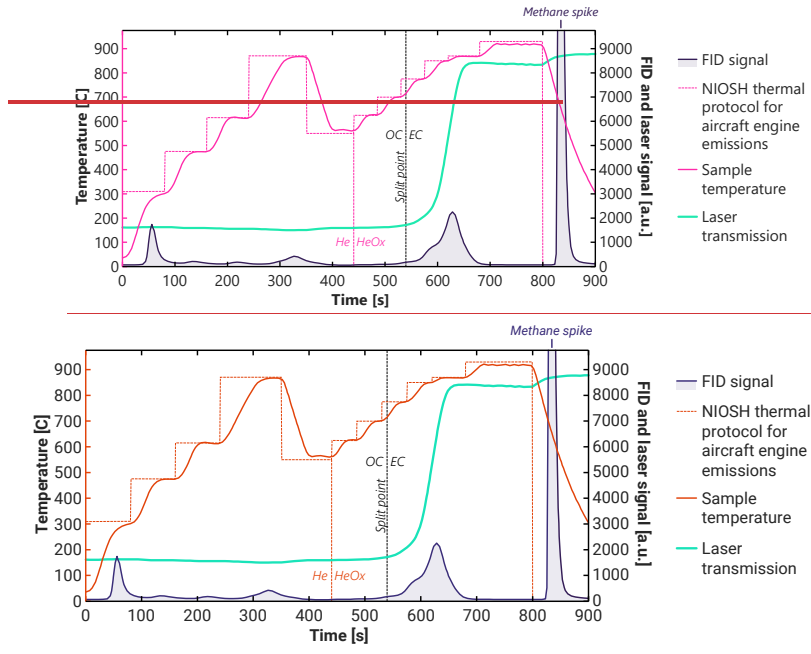 Methane spike
900
800
700
600
500
400
300
200
100
0
Temperature [C]
9000
8000
7000
6000
5000
4000
3000
2000
1000
0
FID and laser signal [a.u.]
OC EC
Split point
He HeOx
0 100 200 300 400 500 600 700 800 900
Time [s]
FID signal
NIOSH thermal
protocol for
aircraft engine
emissions
Sample
temperature
Laser
transmission
Methane spike
900
800
700
600
500
400
300
200
100
0
Temperature [C]
9000
8000
7000
6000
5000
4000
3000
2000
1000
0
FID and laser signal [a.u.]
OC EC
Split point
He HeOx
0 100 200 300 400 500 600 700 800 900
Time [s]
FID signal
NIOSH thermal
protocol for
aircraft engine
emissions
Sample
temperature
Laser
transmission